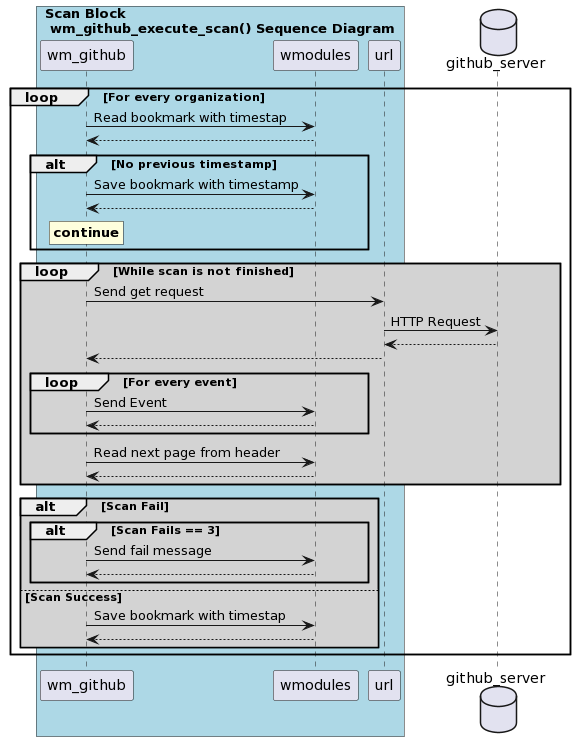 Scan Block
wm_github_execute_scan() Sequence Diagram
wm_github
wmodules
url
github_server
loop [For every organization]
Read bookmark with timestap
alt [No previous timestamp]
Save bookmark with timestamp
continue
loop [While scan is not finished]
Send get request
HTTP Request
loop [For every event]
Send Event
Read next page from header
alt [Scan Fail]
alt [Scan Fails == 3]
Send fail message
[Scan Success]
Save bookmark with timestap
wm_github
wmodules
url
github_server